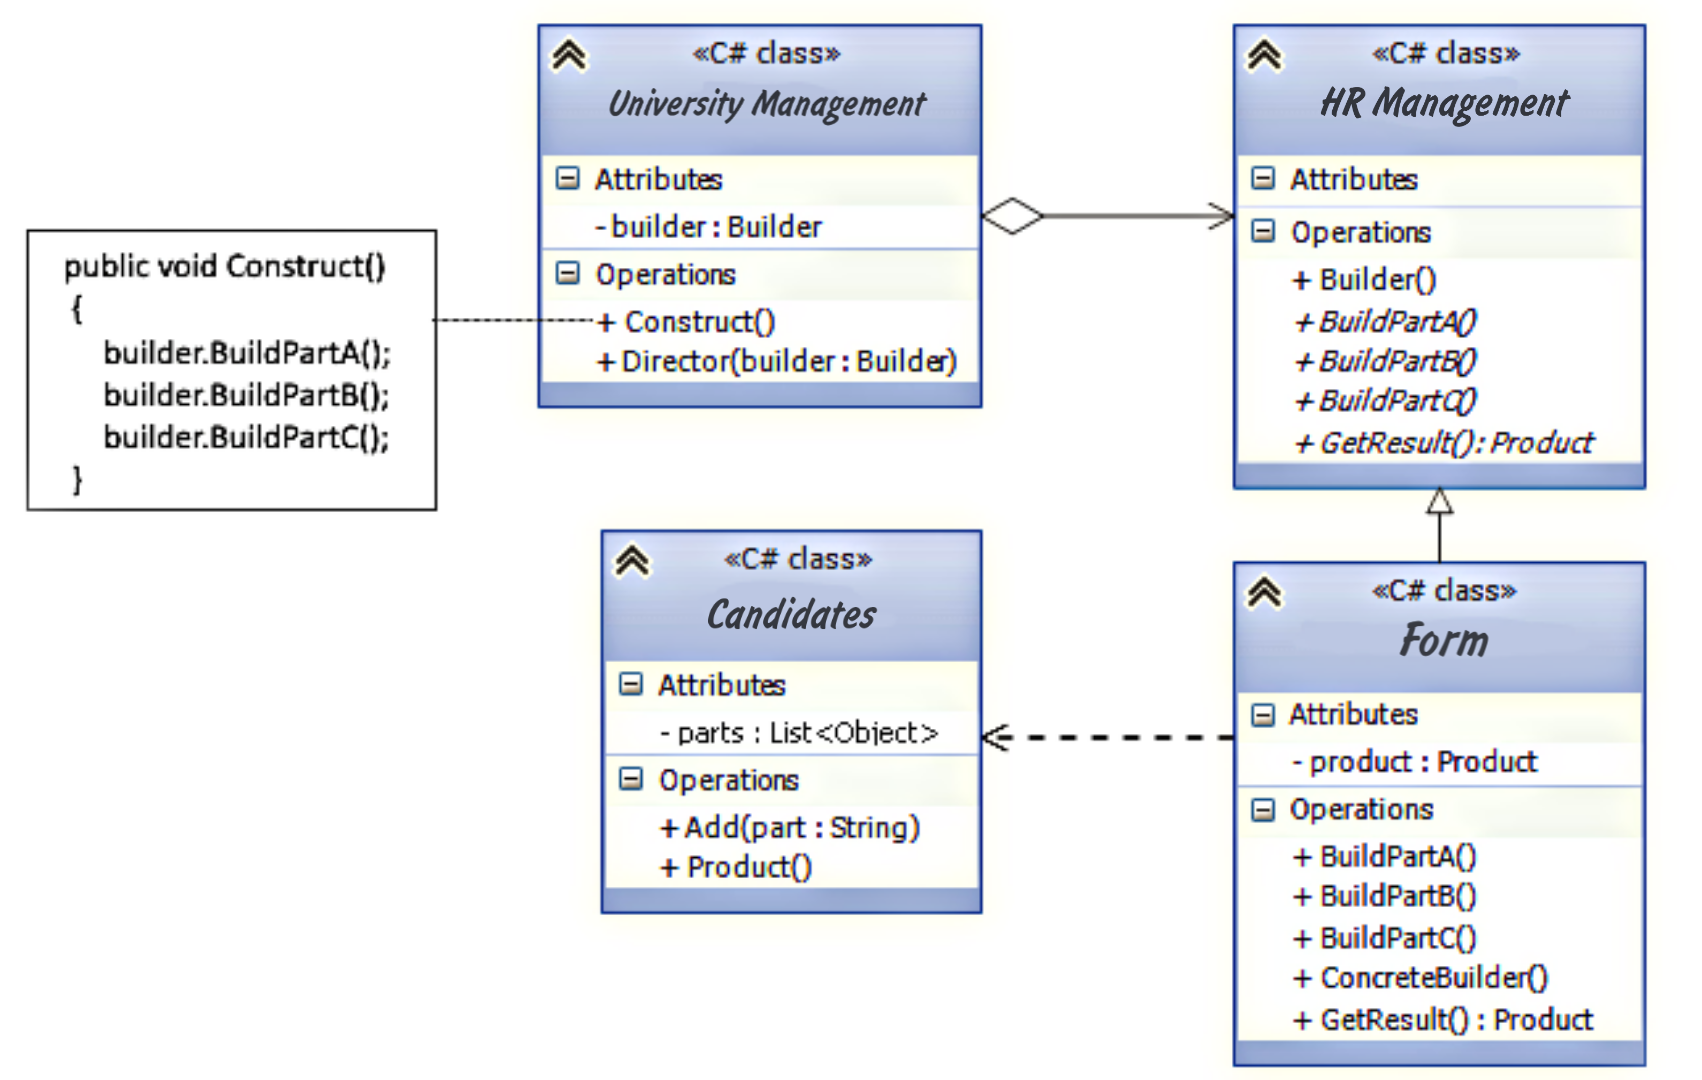 «C# class»
University Management
Attributes
- builder : Builder
Operations
+ Construct()
+ Director(builder : Builder)
«C# class»
HR Management
Attributes
Operations
+ Builder()
+ BuildPartA()
+ BuildPartB()
+ BuildPartC()
+ GetResult() : Product
public void Construct()
{
builder.BuildPartA();
builder.BuildPartB();
builder.BuildPartC();
}
«C# class»
Candidates
Attributes
- parts : List<Object>
Operations
+ Add(part : String)
+ Product()
«C# class»
Form
Attributes
- product : Product
Operations
+ BuildPartA()
+ BuildPartB()
+ BuildPartC()
+ ConcreteBuilder()
+ GetResult() : Product